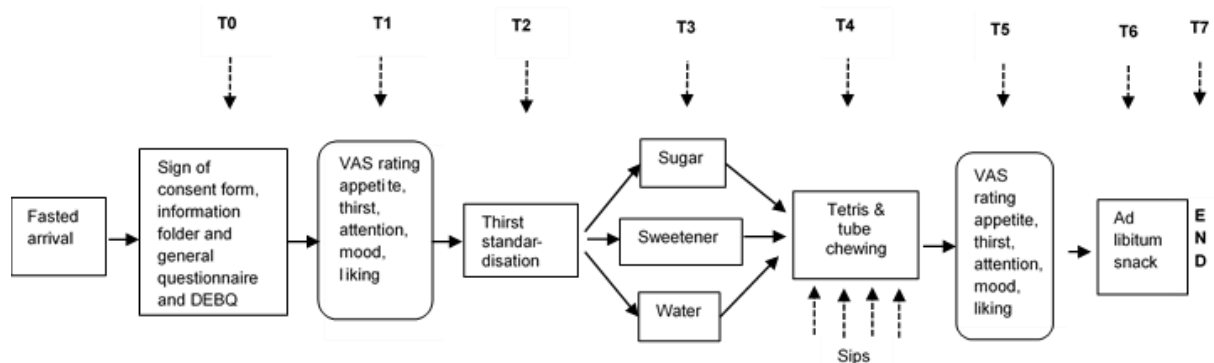 T0
T1
T2
T3
T4
T5
T6
T7
Fasted
arrival
Sign of
consent form,
information
folder and
general
questionnaire
and DEBQ
VAS rating
appetite,
thirst,
attention,
mood,
liking
Thirst
standar-
disation
Sugar
Sweetener
Water
Tetris &
tube
chewing
Sips
VAS
rating
appetite,
thirst,
attention,
mood,
liking
Ad
libitum
snack
E
N
D